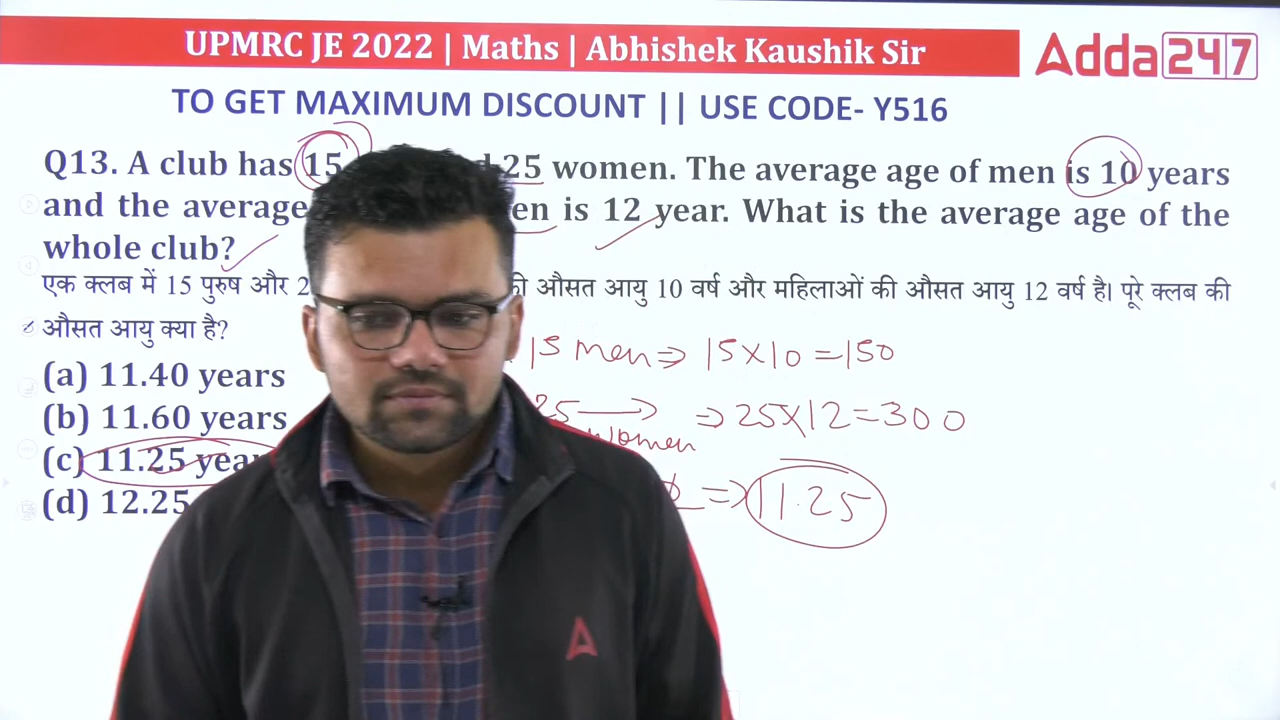 UPMRC JE 2022 | Maths | Abhishek Kaushik Sir
Adda247
TO GET MAXIMUM DISCOUNT || USE CODE- Y516
Q13. A club has 15 25 women. The average age of men is 10 years
and the average en is 12 year. What is the average age of the
whole club?
एक क्लब में 15 पुरुष और 2 की औसत आयु 10 वर्ष और महिलाओं की औसत आयु 12 वर्ष है। पूरे क्लब की
औसत आयु क्या है?
15 men ⇒ 15×10 =150
(a) 11.40 years
(b) 11.60 years
25 ⟶ ⇒ 25×12=300
women
(c) 11.25 yea
(d) 12.25
⇒ 11.25